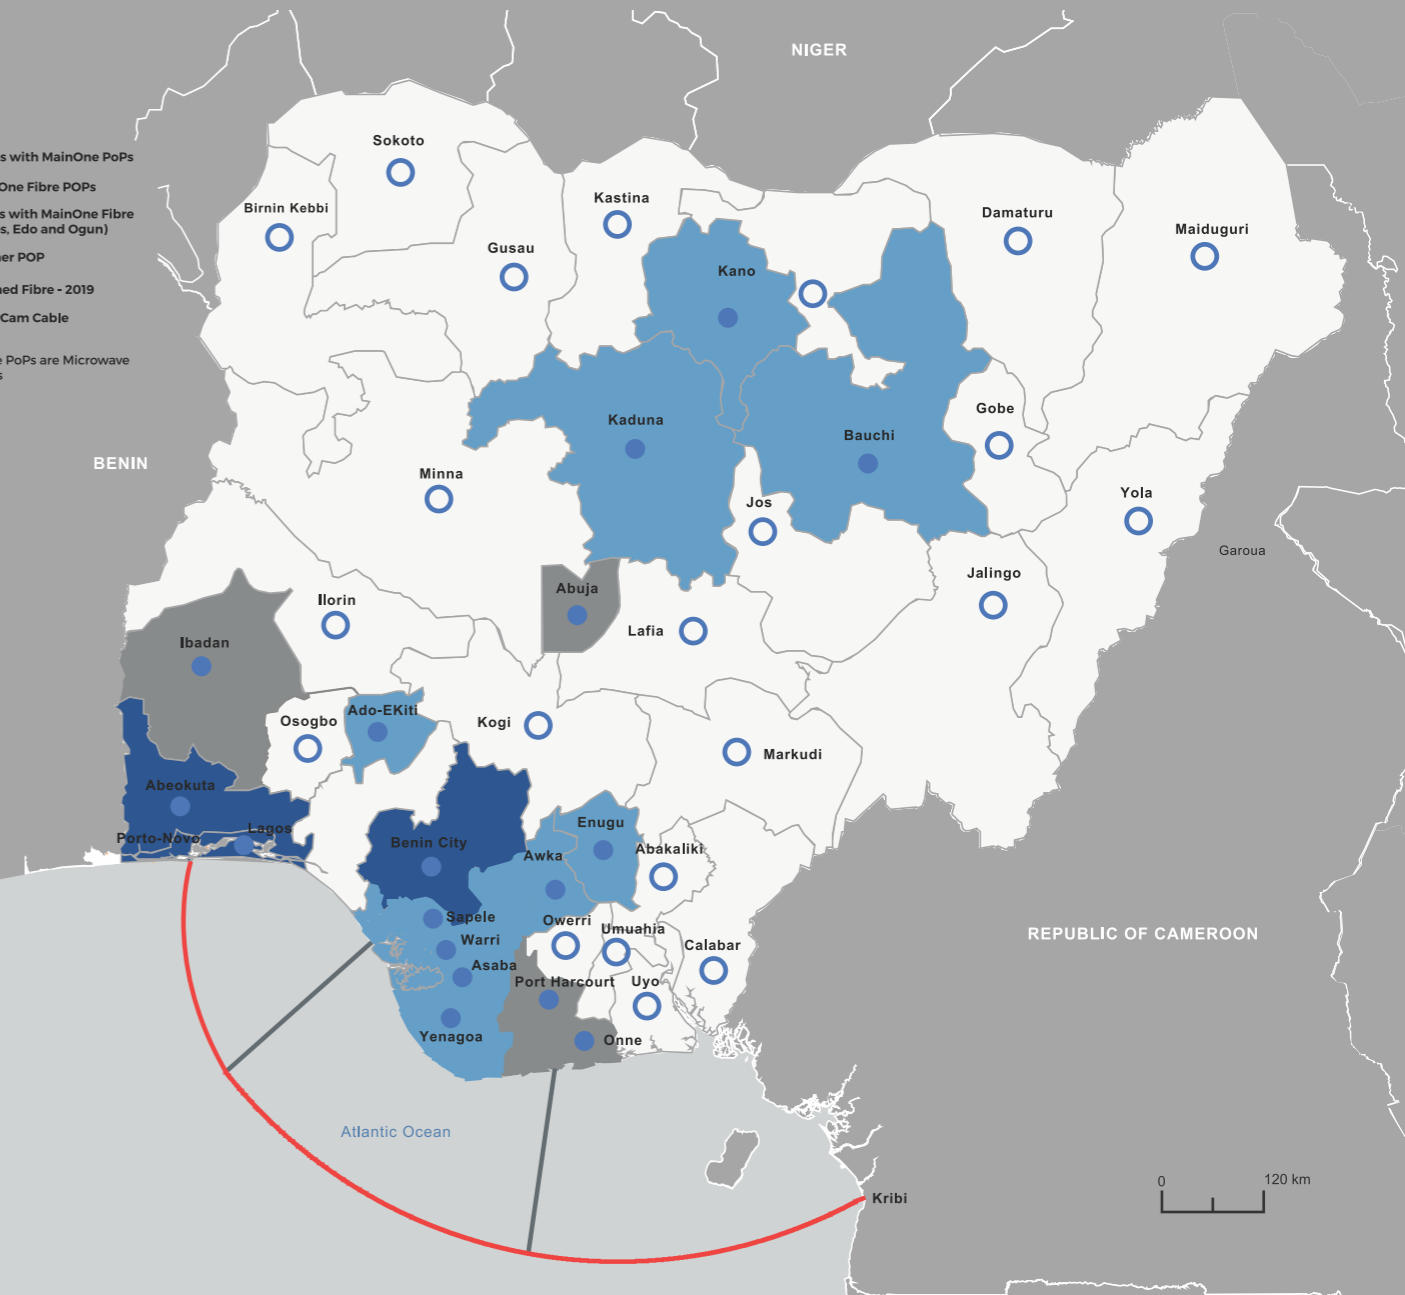 NIGER
s with MainOne PoPs
One Fibre POPs
s with MainOne Fibre
s, Edo and Ogun)
er POP
ed Fibre - 2019
Cam Cable
e PoPs are Microwave
s
Sokoto
Birnin Kebbi
Gusau
Kastina
Kano
Damaturu
Maiduguri
BENIN
Kaduna
Bauchi
Gobe
Minna
Jos
Yola
Garoua
Abuja
Jalingo
Ilorin
Lafia
Ibadan
Ado-EKiti
Osogbo
Kogi
Markudi
Abeokuta
Porto-Novo
Lagos
Benin City
Enugu
Awka
Abakaliki
Sapele
Owerri
Umuahia
Warri
Calabar
REPUBLIC OF CAMEROON
Asaba
Port Harcourt
Uyo
Yenagoa
Onne
Atlantic Ocean
Kribi
0
120 km